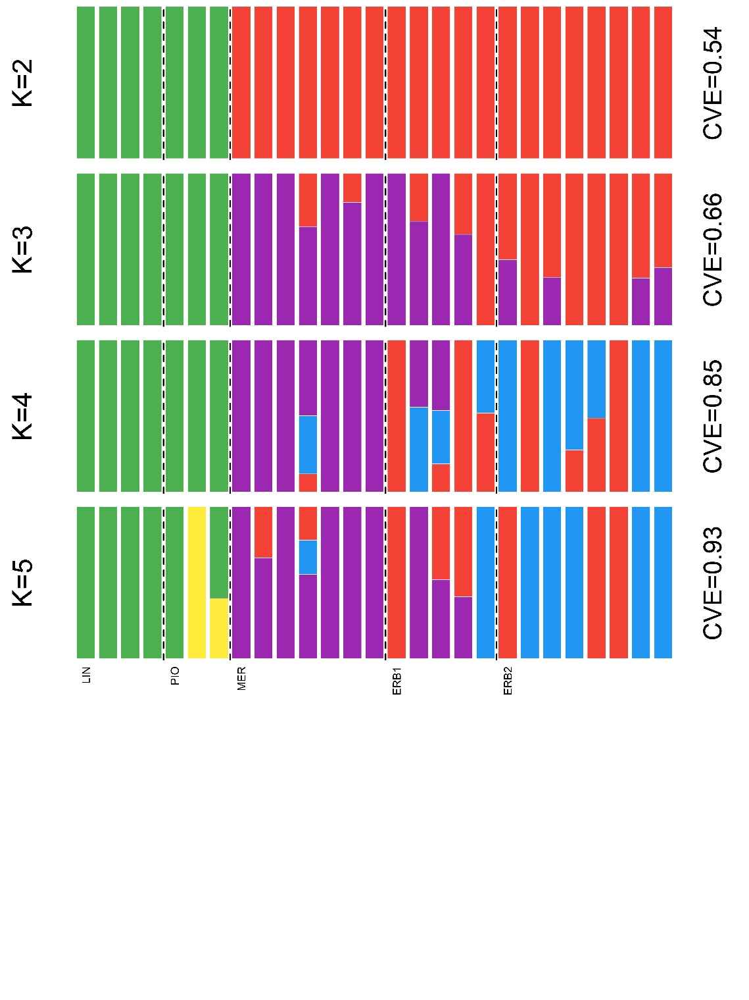 K=2
CVE=0.54
K=3
CVE=0.66
K=4
CVE=0.85
K=5
CVE=0.93
LIN
PIO
MER
ERB1
ERB2